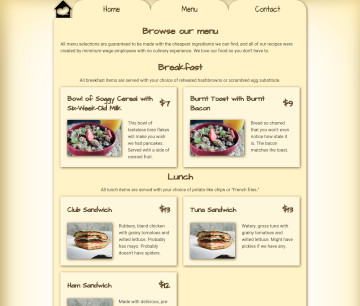 Home Menu Contact
Browse our menu
All menu selections are guaranteed to be made with the cheapest ingredients we can find, and all of our recipes were
created by minimum-wage employees with no culinary experience. We love our food so you don't have to.
Breakfast
All breakfast items are served with your choice of reheated hashbrowns or scrambled egg substitute.
Bowl of Soggy Cereal with
Six-Week-Old Milk
$7
This bowl of
tasteless bran flakes
will make you wish
we had pancakes.
Served with a side of
canned fruit.
Burnt Toast with Burnt
Bacon
$9
Bread so charred
that you won't even
notice how stale it
is. The bacon
matches the toast.
Lunch
All lunch items are served with your choice of potato-like chips or "French fries."
Club Sandwich $13
Rubbery, bland chicken
with grainy tomatoes and
wilted lettuce. Probably
has mayo. Probably
doesn't have spiders.
Tuna Sandwich $13
Watery, gross tuna with
grainy tomatoes and
wilted lettuce. Might have
pickles if we have any.
Ham Sandwich $12
Made with delicious, pre